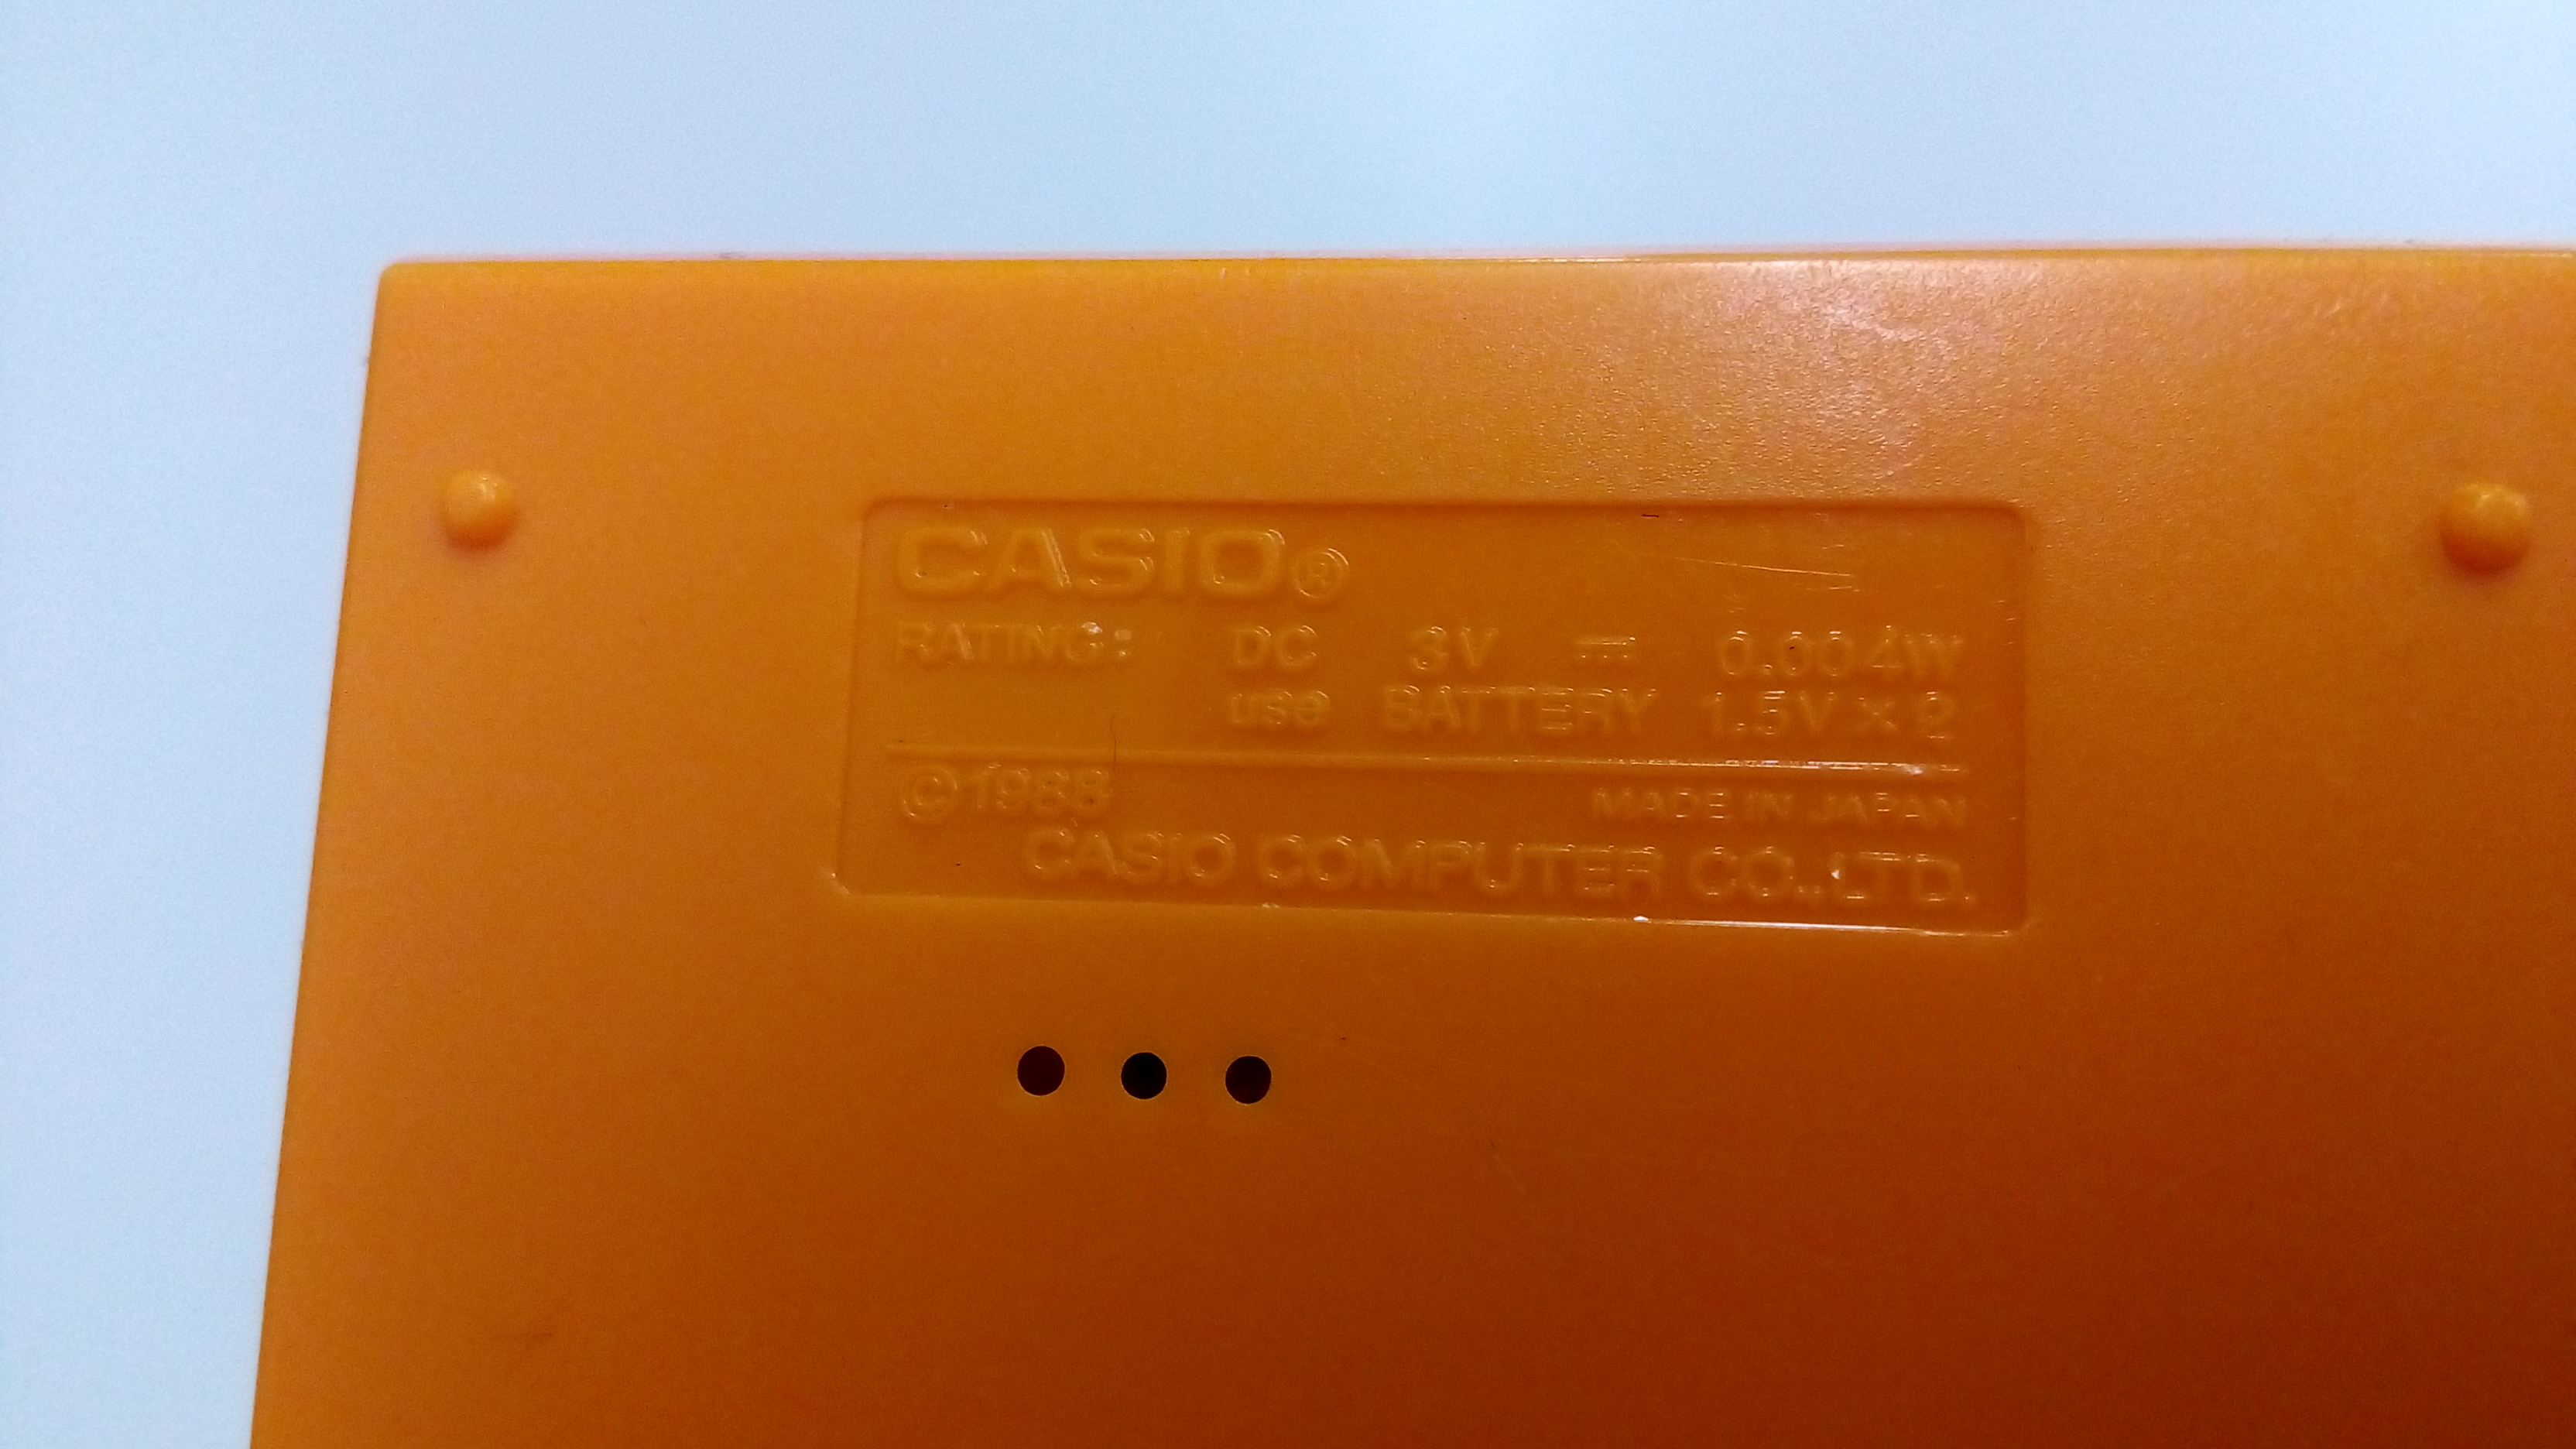 CASIO®
RATING: DC 3V ⎓ 0.004W
use BATTERY 1.5V × 2
©1988 MADE IN JAPAN
CASIO COMPUTER CO.,LTD.